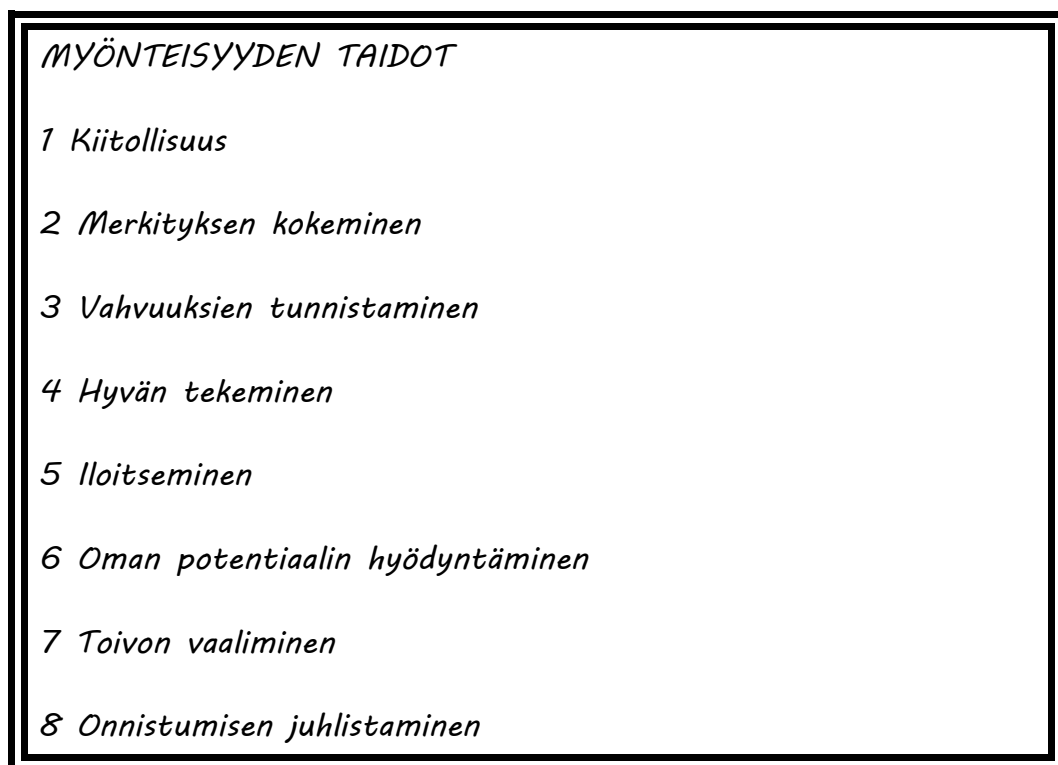 MYÖNTEISYYDEN TAIDOT
1 Kiitollisuus
2 Merkityksen kokeminen
3 Vahvuuksien tunnistaminen
4 Hyvän tekeminen
5 Iloitseminen
6 Oman potentiaalin hyödyntäminen
7 Toivon vaaliminen
8 Onnistumisen juhlistaminen